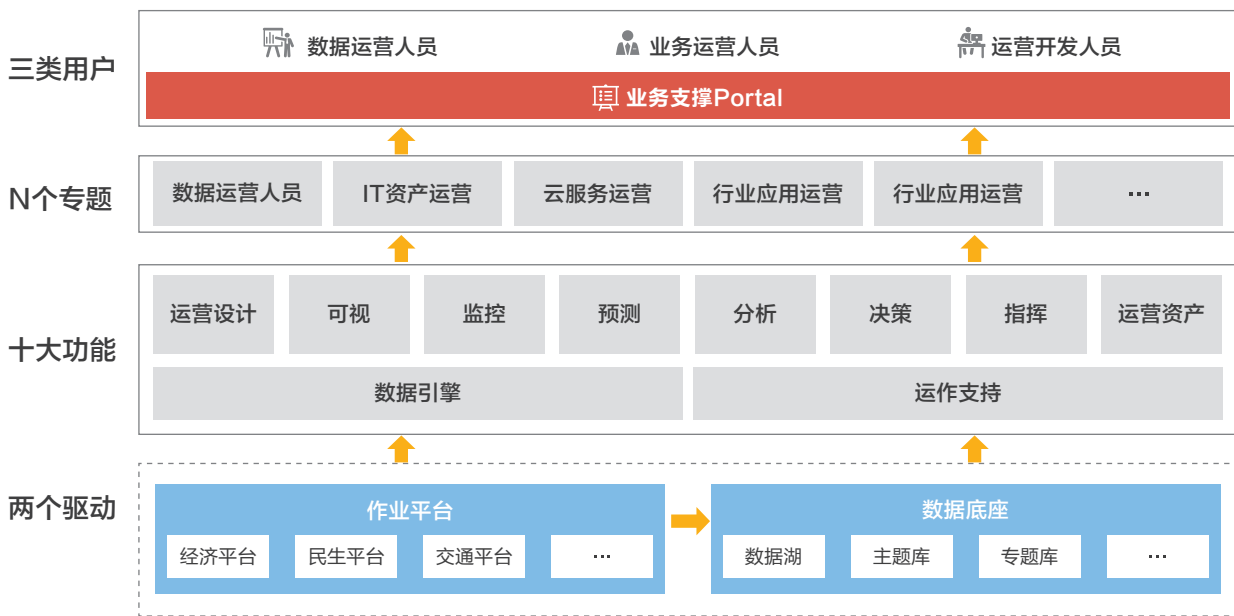 三类用户
数据运营人员
业务运营人员
运营开发人员
业务支撑Portal
N个专题
数据运营人员
IT资产运营
云服务运营
行业应用运营
行业应用运营
...
十大功能
运营设计
可视
监控
预测
分析
决策
指挥
运营资产
数据引擎
运作支持
两个驱动
作业平台
经济平台
民生平台
交通平台
...
数据底座
数据湖
主题库
专题库
...